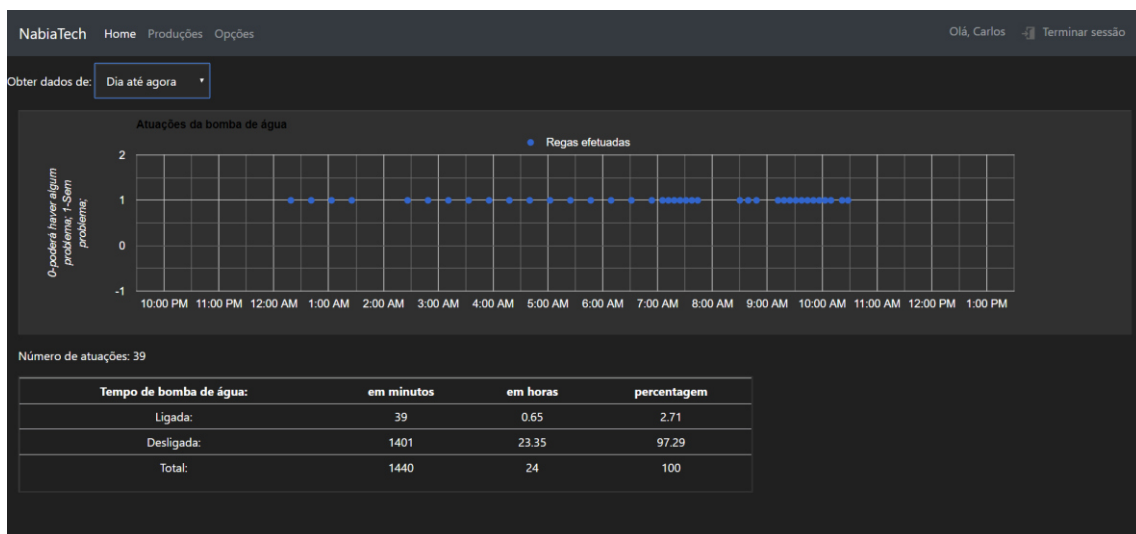 NabiaTech Home Produções Opções Olá, Carlos Terminar sessão
Obter dados de: Dia até agora
Atuações da bomba de água
Regas efetuadas
0-poderá haver algum
problema; 1-Sem
problema;
2
1
0
-1
10:00 PM 11:00 PM 12:00 AM 1:00 AM 2:00 AM 3:00 AM 4:00 AM 5:00 AM 6:00 AM 7:00 AM 8:00 AM 9:00 AM 10:00 AM 11:00 AM 12:00 PM 1:00 PM
Número de atuações: 39
Tempo de bomba de água: em minutos em horas percentagem
Ligada: 39 0.65 2.71
Desligada: 1401 23.35 97.29
Total: 1440 24 100